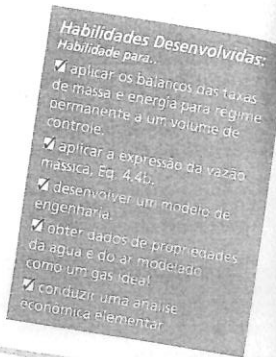 Habilidades Desenvolvidas:
Habilidade para...
☑ aplicar os balanços das taxas
de massa e energia para regime
permanente a um volume de
controle.
☑ aplicar a expressão da vazão
mássica, Eq. 4.4b.
☑ desenvolver um modelo de
engenharia.
☑ obter dados de propriedades
da água e do ar modelado
como um gás ideal
☑ conduzir uma análise
econômica elementar